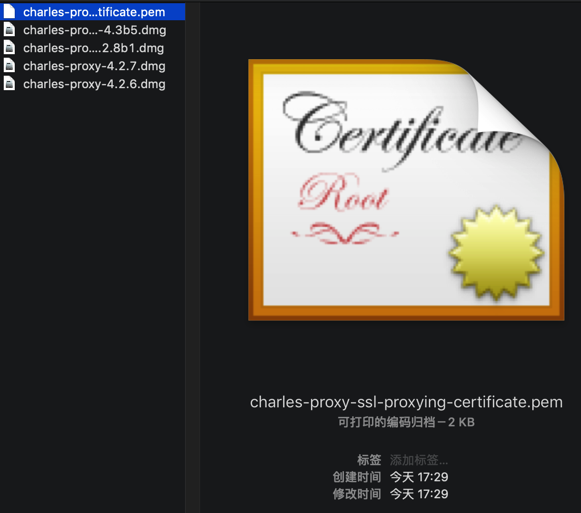 charles-pro...tificate.pem
charles-pro...-4.3b5.dmg
charles-pro....2.8b1.dmg
charles-proxy-4.2.7.dmg
charles-proxy-4.2.6.dmg
Certificate
Root
charles-proxy-ssl-proxying-certificate.pem
可打印的编码归档 — 2 KB
标签 添加标签...
创建时间 今天 17:29
修改时间 今天 17:29